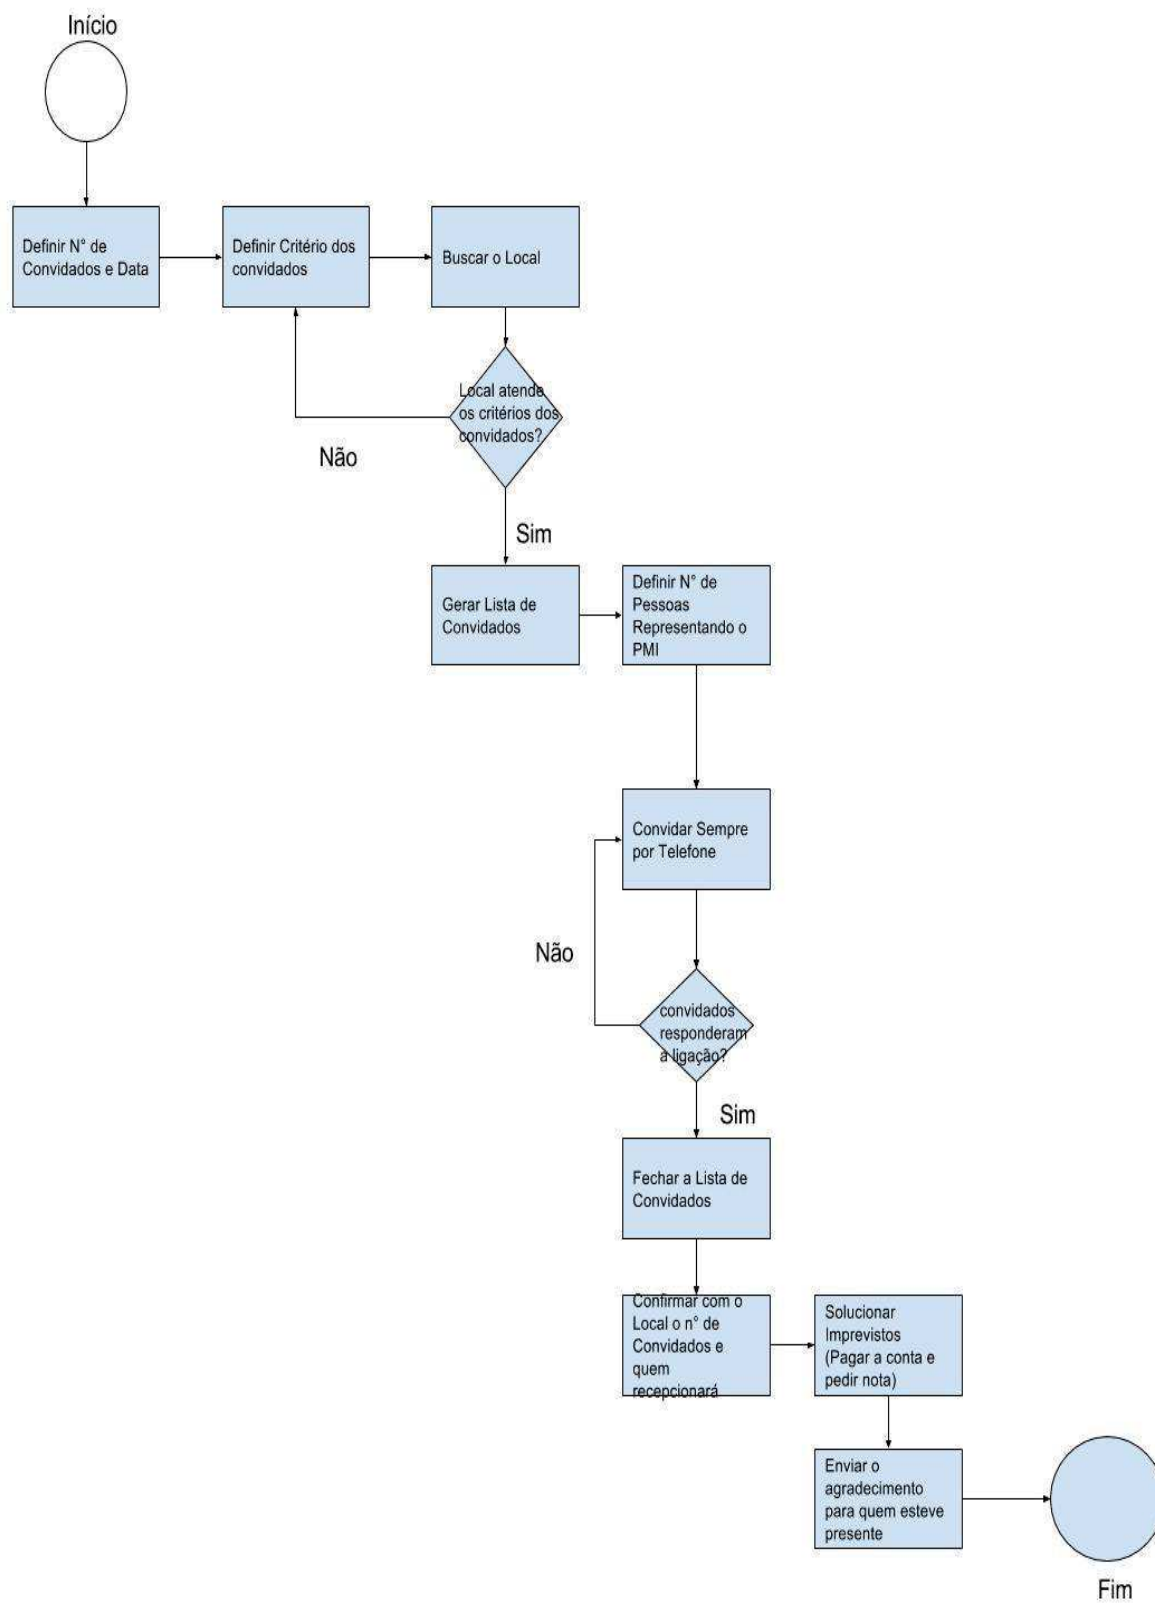 Início
Definir N° de
Convidados e Data
Definir Critério dos
convidados
Buscar o Local
Local atende
os critérios dos
convidados?
Não
Sim
Gerar Lista de
Convidados
Definir N° de
Pessoas
Representando o
PMI
Convidar Sempre
por Telefone
Não
convidados
responderam
a ligação?
Sim
Fechar a Lista de
Convidados
Confirmar com o
Local o n° de
Convidados e
quem
recepcionará
Solucionar
Imprevistos
(Pagar a conta e
pedir nota)
Enviar o
agradecimento
para quem esteve
presente
Fim